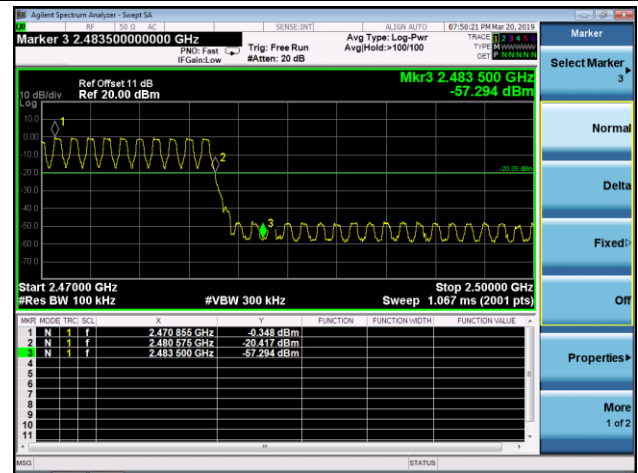 Agilent Spectrum Analyzer - Swept SA
RF 50 Ω AC SENSE:INT ALIGN AUTO 07:50:21 PM Mar 20, 2019
Marker 3 2.483500000000 GHz
PNO: Fast
IFGain:Low
Trig: Free Run
#Atten: 20 dB
Avg Type: Log-Pwr
Avg|Hold:>100/100
TRACE 1 2 3 4 5 6
TYPE M WWWWW
DET P N N N N N
Ref Offset 11 dB
Ref 20.00 dBm
Mkr3 2.483 500 GHz
-57.294 dBm
10 dB/div
Log
10.0
0.00
-10.0
-20.0
-30.0
-40.0
-50.0
-60.0
-70.0
1
2
3
-20.35 dBm
Start 2.47000 GHz Stop 2.50000 GHz
#Res BW 100 kHz #VBW 300 kHz Sweep 1.067 ms (2001 pts)
MKR MODE TRC SCL X Y FUNCTION FUNCTION WIDTH FUNCTION VALUE
1 N 1 f 2.470 855 GHz -0.348 dBm
2 N 1 f 2.480 575 GHz -20.417 dBm
3 N 1 f 2.483 500 GHz -57.294 dBm
4
5
6
7
8
9
10
11
MSG STATUS
Marker
Select Marker
3
Normal
Delta
Fixed
Off
Properties
More
1 of 2